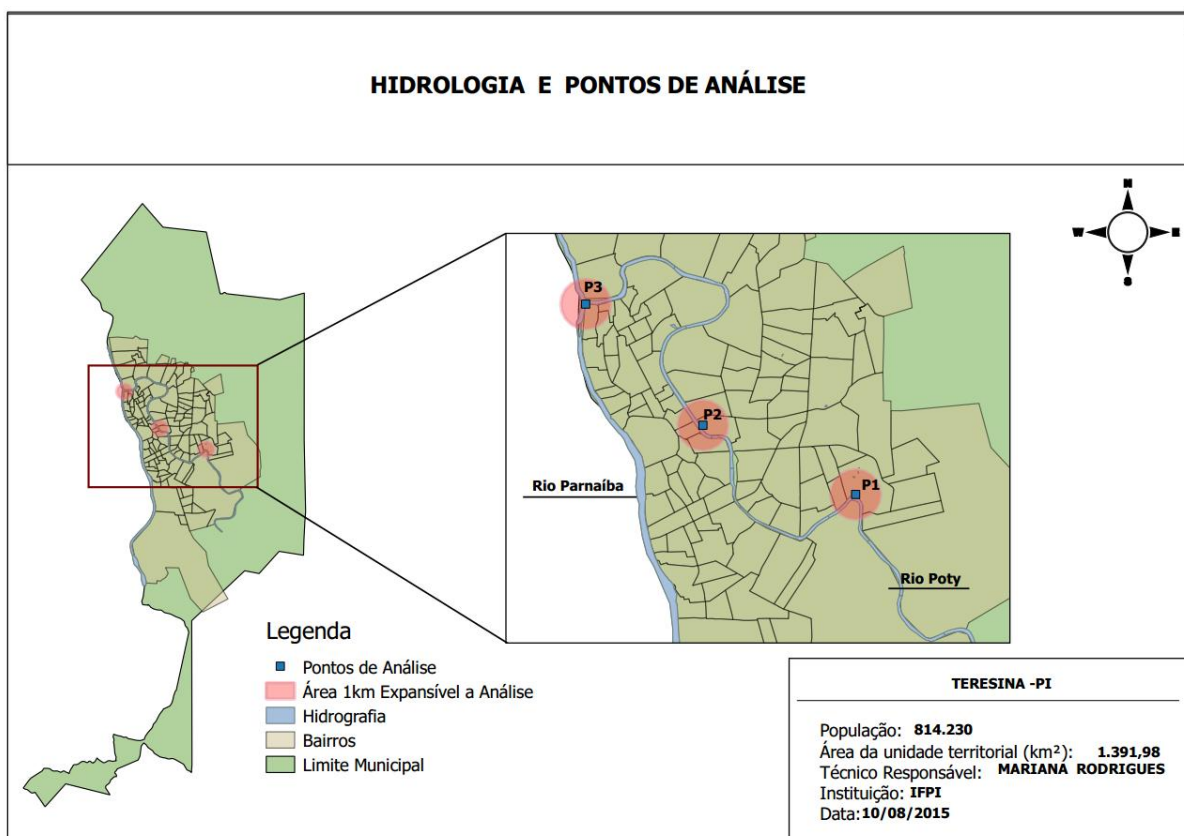 HIDROLOGIA E PONTOS DE ANÁLISE
N
W
E
S
P3
P2
P1
Rio Parnaíba
Rio Poty
Legenda
Pontos de Análise
Área 1km Expansível a Análise
Hidrografia
Bairros
Limite Municipal
TERESINA -PI
População: 814.230
Área da unidade territorial (km²): 1.391,98
Técnico Responsável: MARIANA RODRIGUES
Instituição: IFPI
Data:10/08/2015